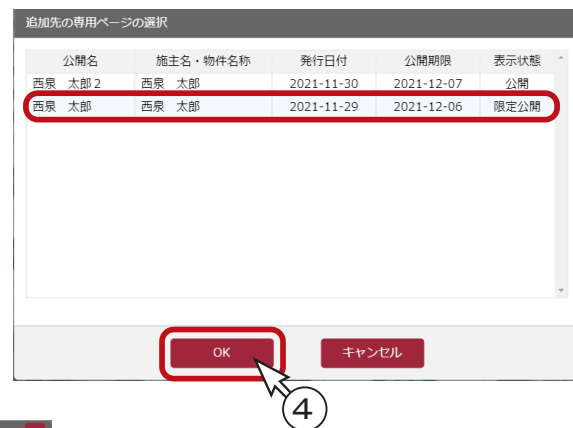 追加先の専用ページの選択
公開名 施主名・物件名称 発行日付 公開期限 表示状態
西泉 太郎2 西泉 太郎 2021-11-30 2021-12-07 公開
西泉 太郎 西泉 太郎 2021-11-29 2021-12-06 限定公開
OK キャンセル
4